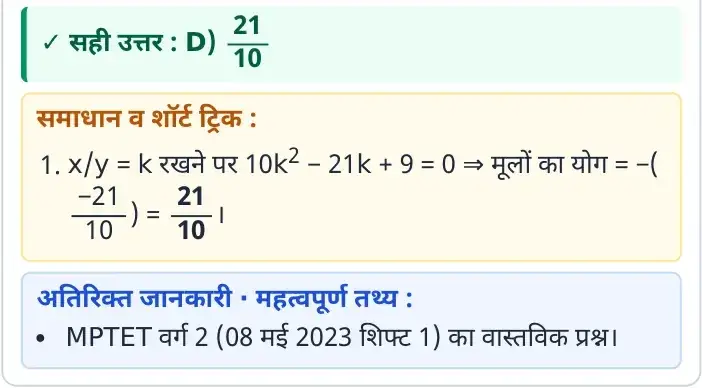 ✓ सही उत्तर : D) 21/10
समाधान व शॉर्ट ट्रिक :
1. x/y = k रखने पर 10k² − 21k + 9 = 0 ⇒ मूलों का योग = −(
−21/10) = 21/10।
अतिरिक्त जानकारी · महत्वपूर्ण तथ्य :
• MPTET वर्ग 2 (08 मई 2023 शिफ्ट 1) का वास्तविक प्रश्न।